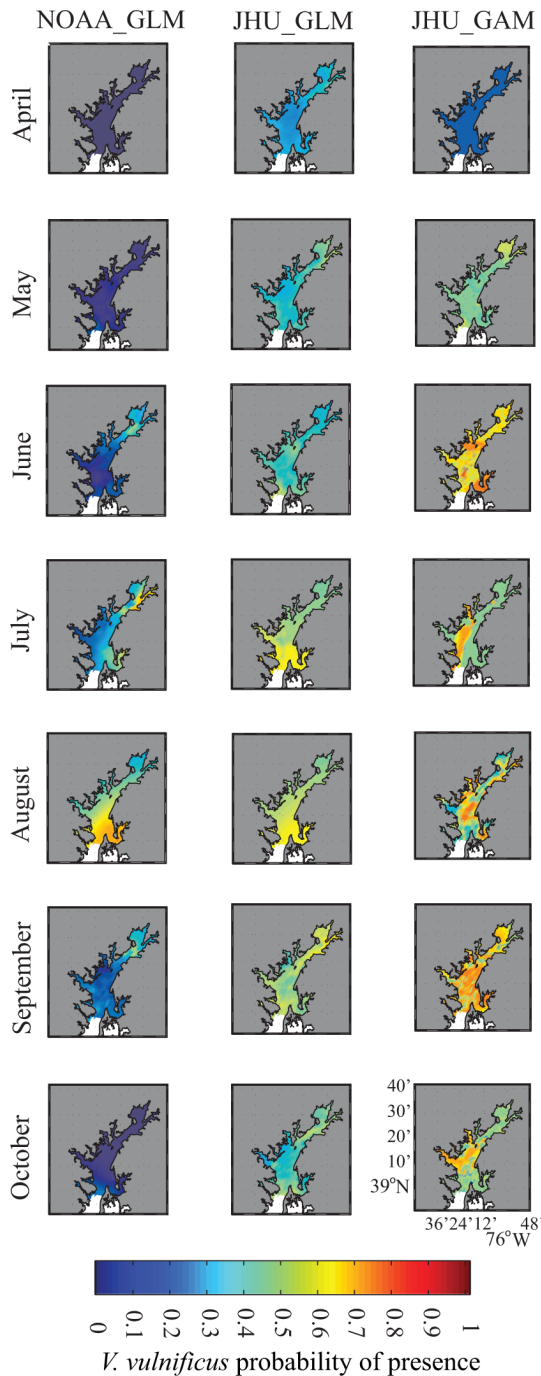 NOAA_GLM JHU_GLM JHU_GAM
April
May
June
July
August
September
October
40'
30'
20'
10'
39°N
36'24'12' 48'
76°W
0 0.1 0.2 0.3 0.4 0.5 0.6 0.7 0.8 0.9 1
V. vulnificus probability of presence